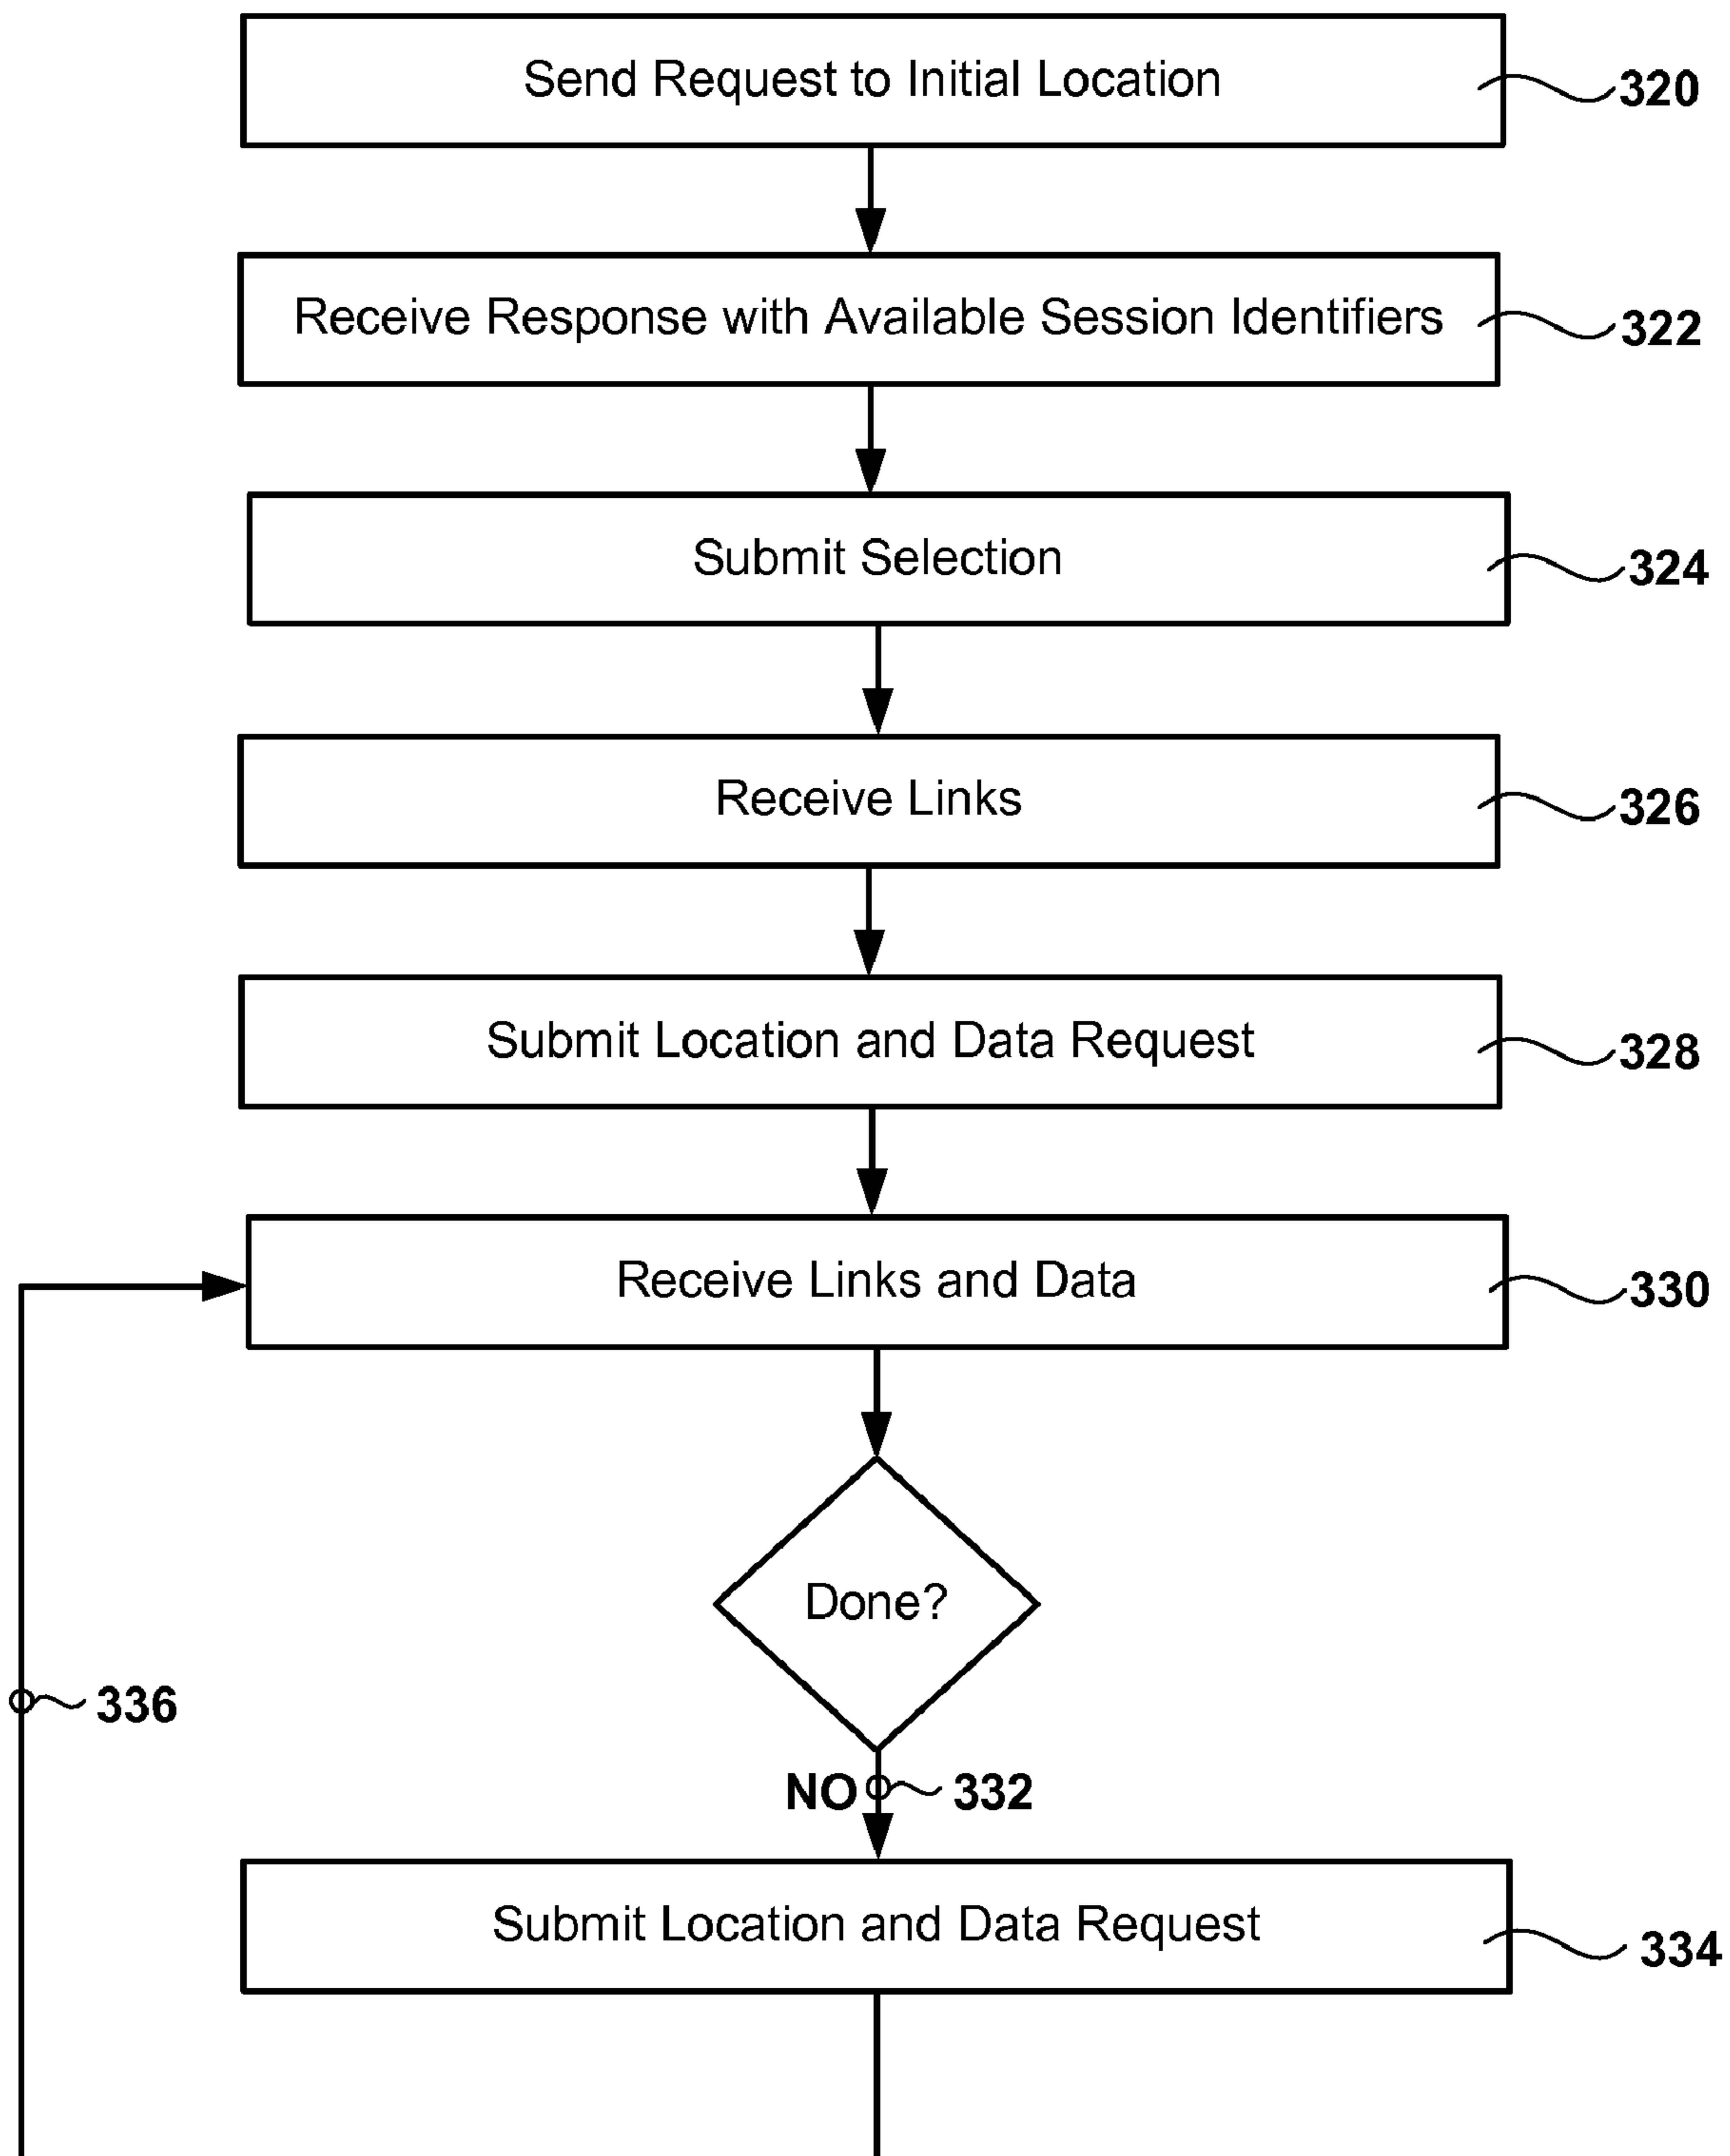 Send Request to Initial Location
320
Receive Response with Available Session Identifiers
322
Submit Selection
324
Receive Links
326
Submit Location and Data Request
328
Receive Links and Data
330
Done?
336
NO
332
Submit Location and Data Request
334